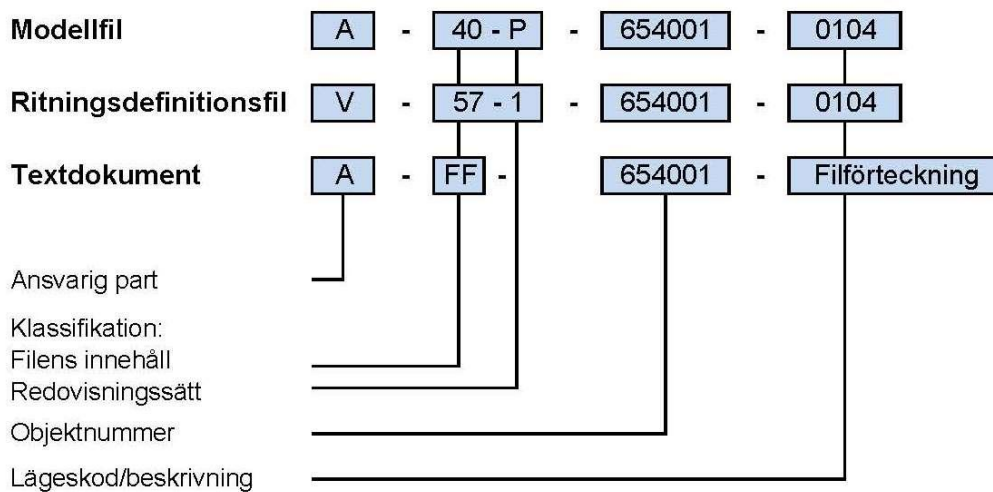 Modellfil A - 40 - P - 654001 - 0104
Ritningsdefinitionsfil V - 57 - 1 - 654001 - 0104
Textdokument A - FF - 654001 - Filförteckning
Ansvarig part
Klassifikation:
Filens innehåll
Redovisningssätt
Objektnummer
Lägeskod/beskrivning